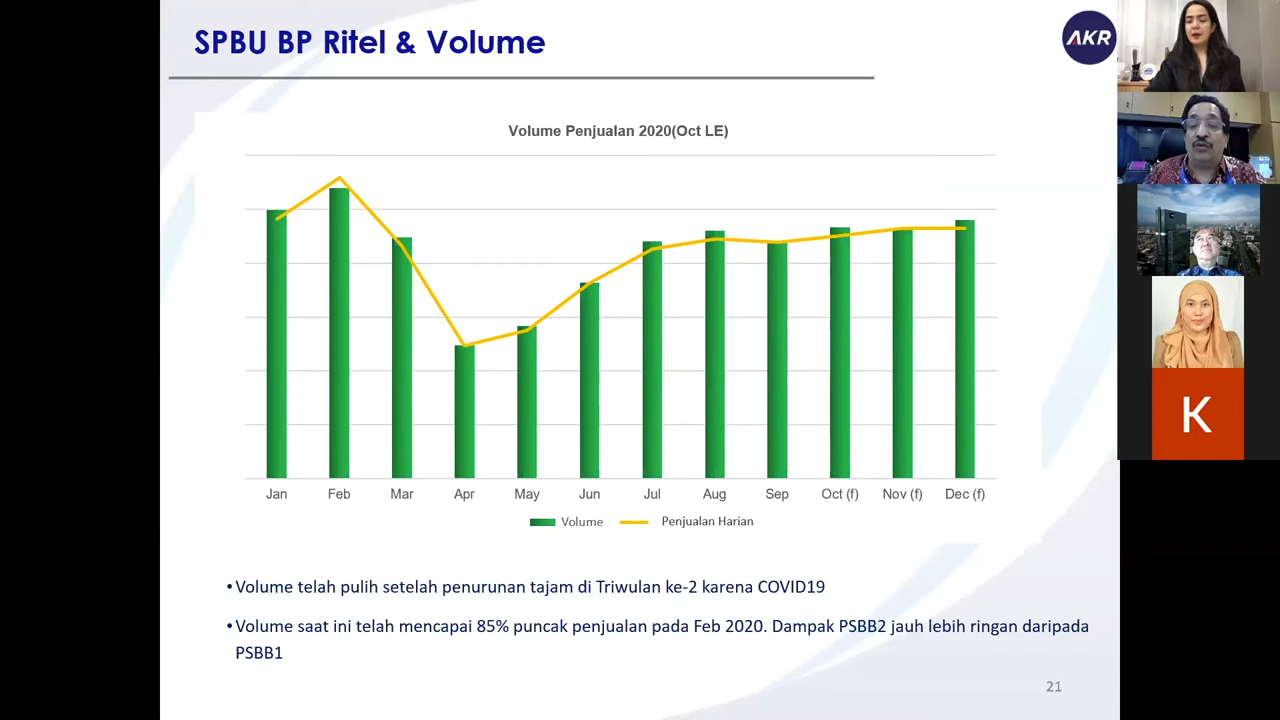 SPBU BP Ritel & Volume
AKR
Volume Penjualan 2020(Oct LE)
Jan Feb Mar Apr May Jun Jul Aug Sep Oct (f) Nov (f) Dec (f)
Volume Penjualan Harian
•Volume telah pulih setelah penurunan tajam di Triwulan ke-2 karena COVID19
•Volume saat ini telah mencapai 85% puncak penjualan pada Feb 2020. Dampak PSBB2 jauh lebih ringan daripada
PSBB1
21
K